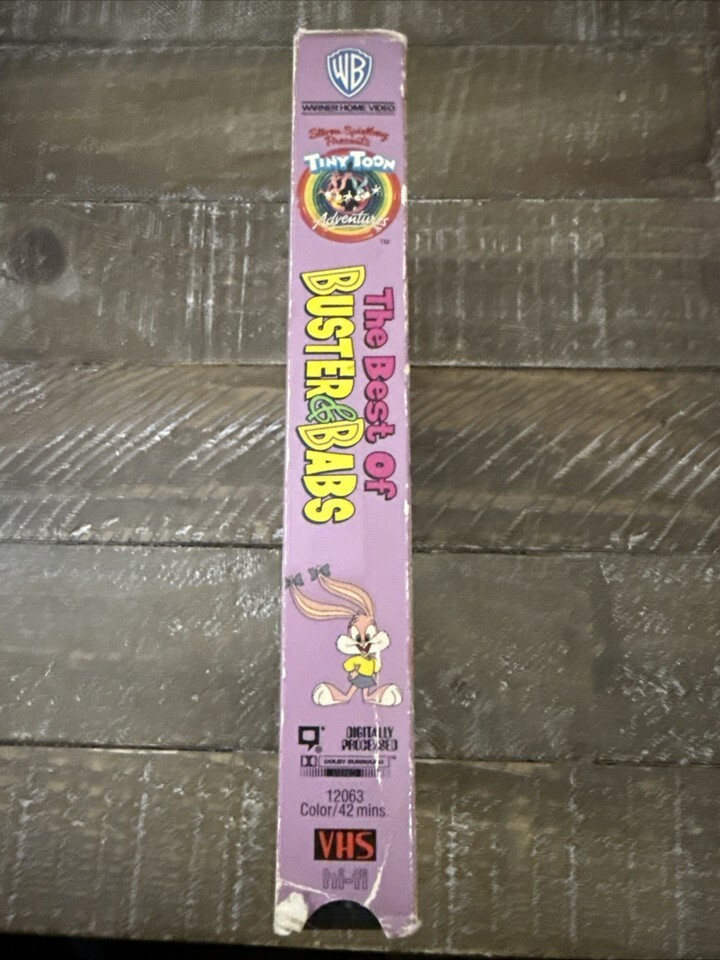 WB
WARNER HOME VIDEO
Steven Spielberg
Presents
TINY TOON
Adventures
TM
The Best Of
BUSTER & BABS
DIGITALLY
PROCESSED
DOLBY SURROUND
12063
Color/42 mins.
VHS
hi-fi